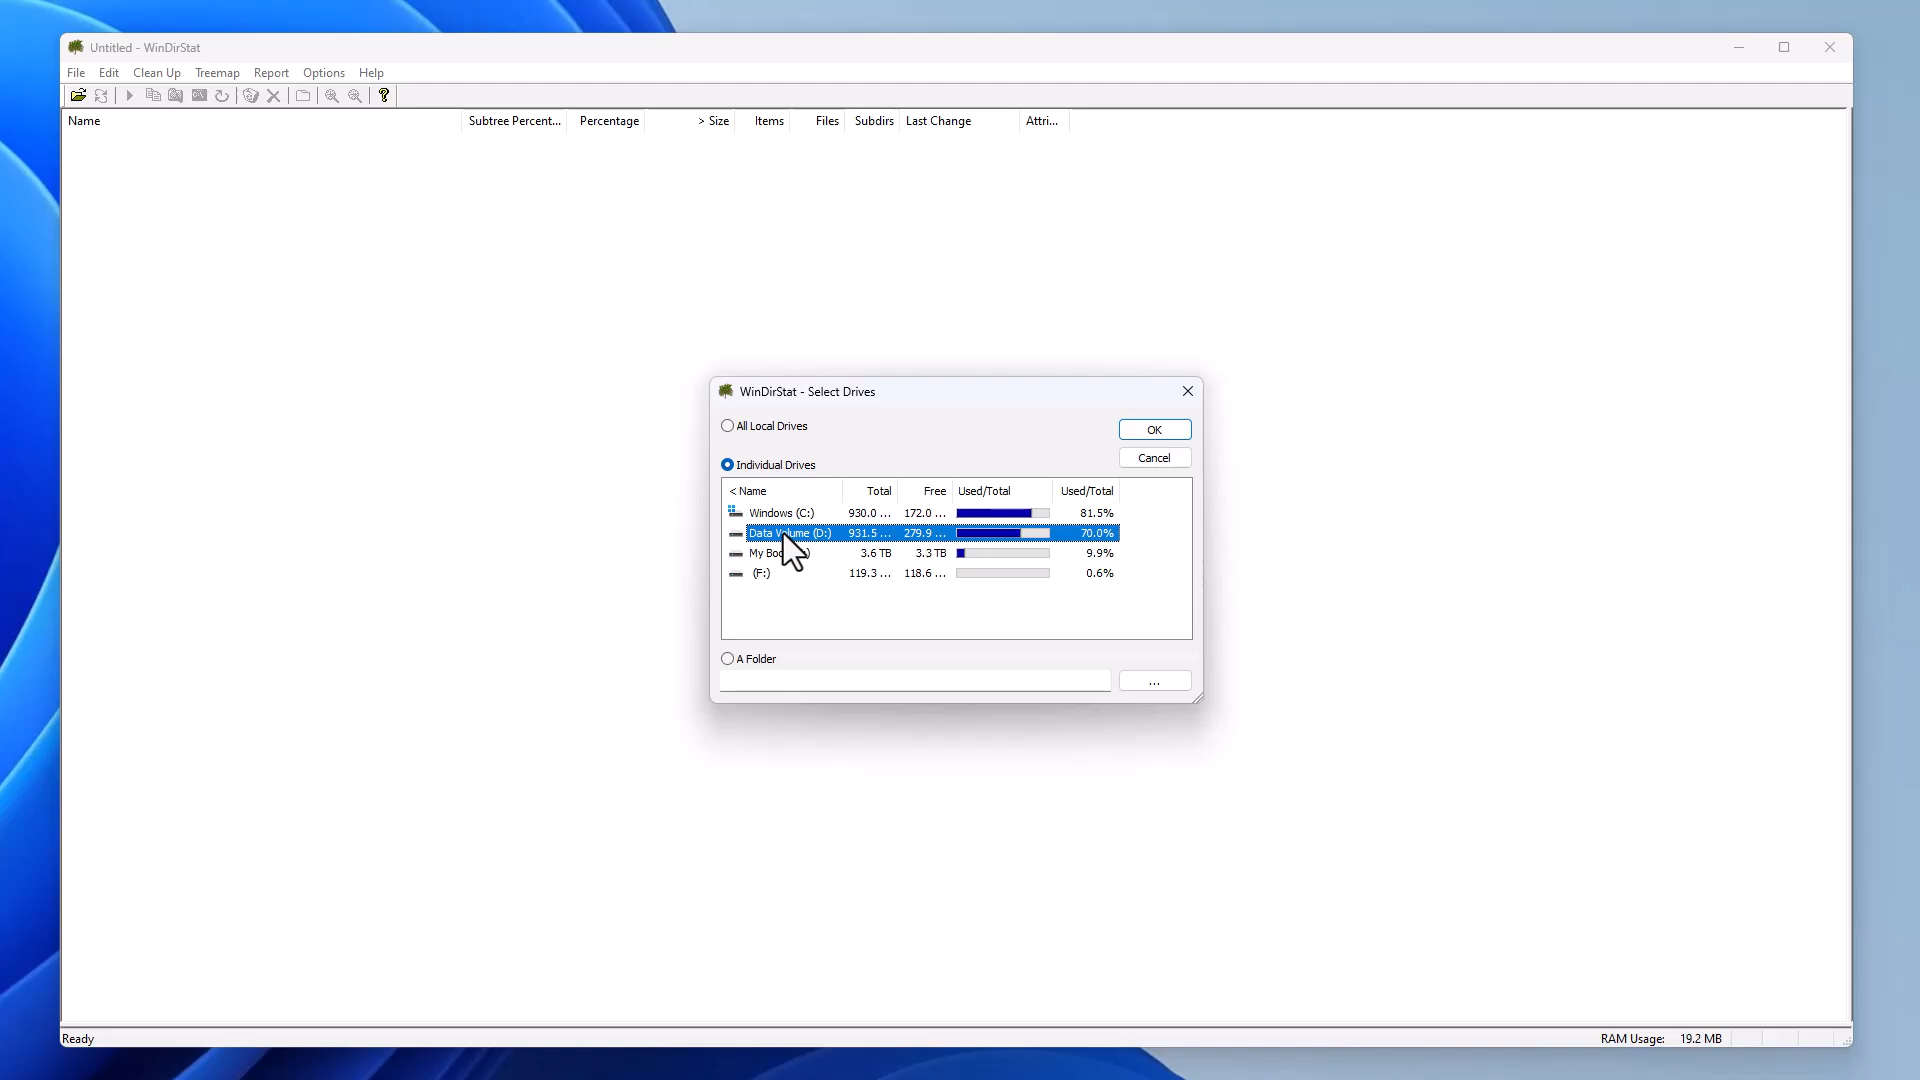 Untitled - WinDirStat
File Edit Clean Up Treemap Report Options Help
Name Subtree Percent... Percentage > Size Items Files Subdirs Last Change Attri...
WinDirStat - Select Drives
All Local Drives
OK
Cancel
Individual Drives
< Name Total Free Used/Total Used/Total
Windows (C:) 930.0 ... 172.0 ... 81.5%
Data Volume (D:) 931.5 ... 279.9 ... 70.0%
My 3.6 TB 3.3 TB 9.9%
(F:) 119.3 ... 118.6 ... 0.6%
A Folder
...
Ready RAM Usage: 19.2 MB